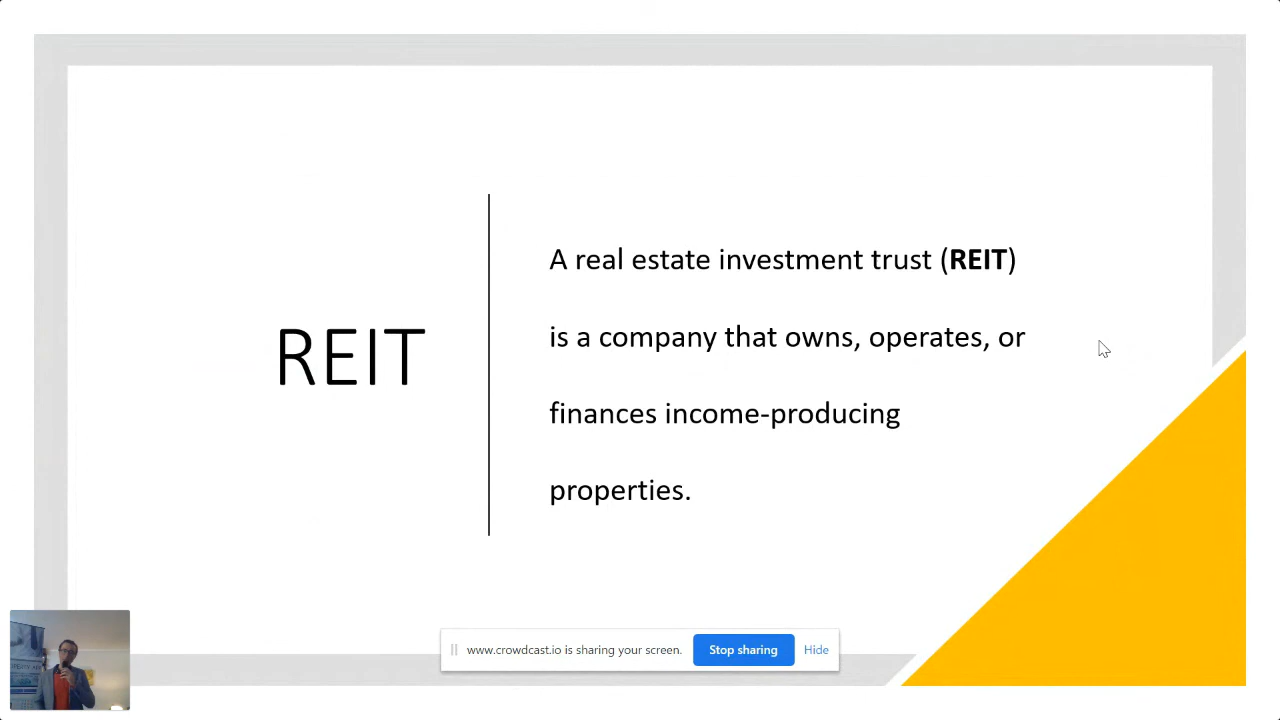 REIT
A real estate investment trust (REIT)
is a company that owns, operates, or
finances income-producing
properties.
www.crowdcast.io is sharing your screen. Stop sharing Hide